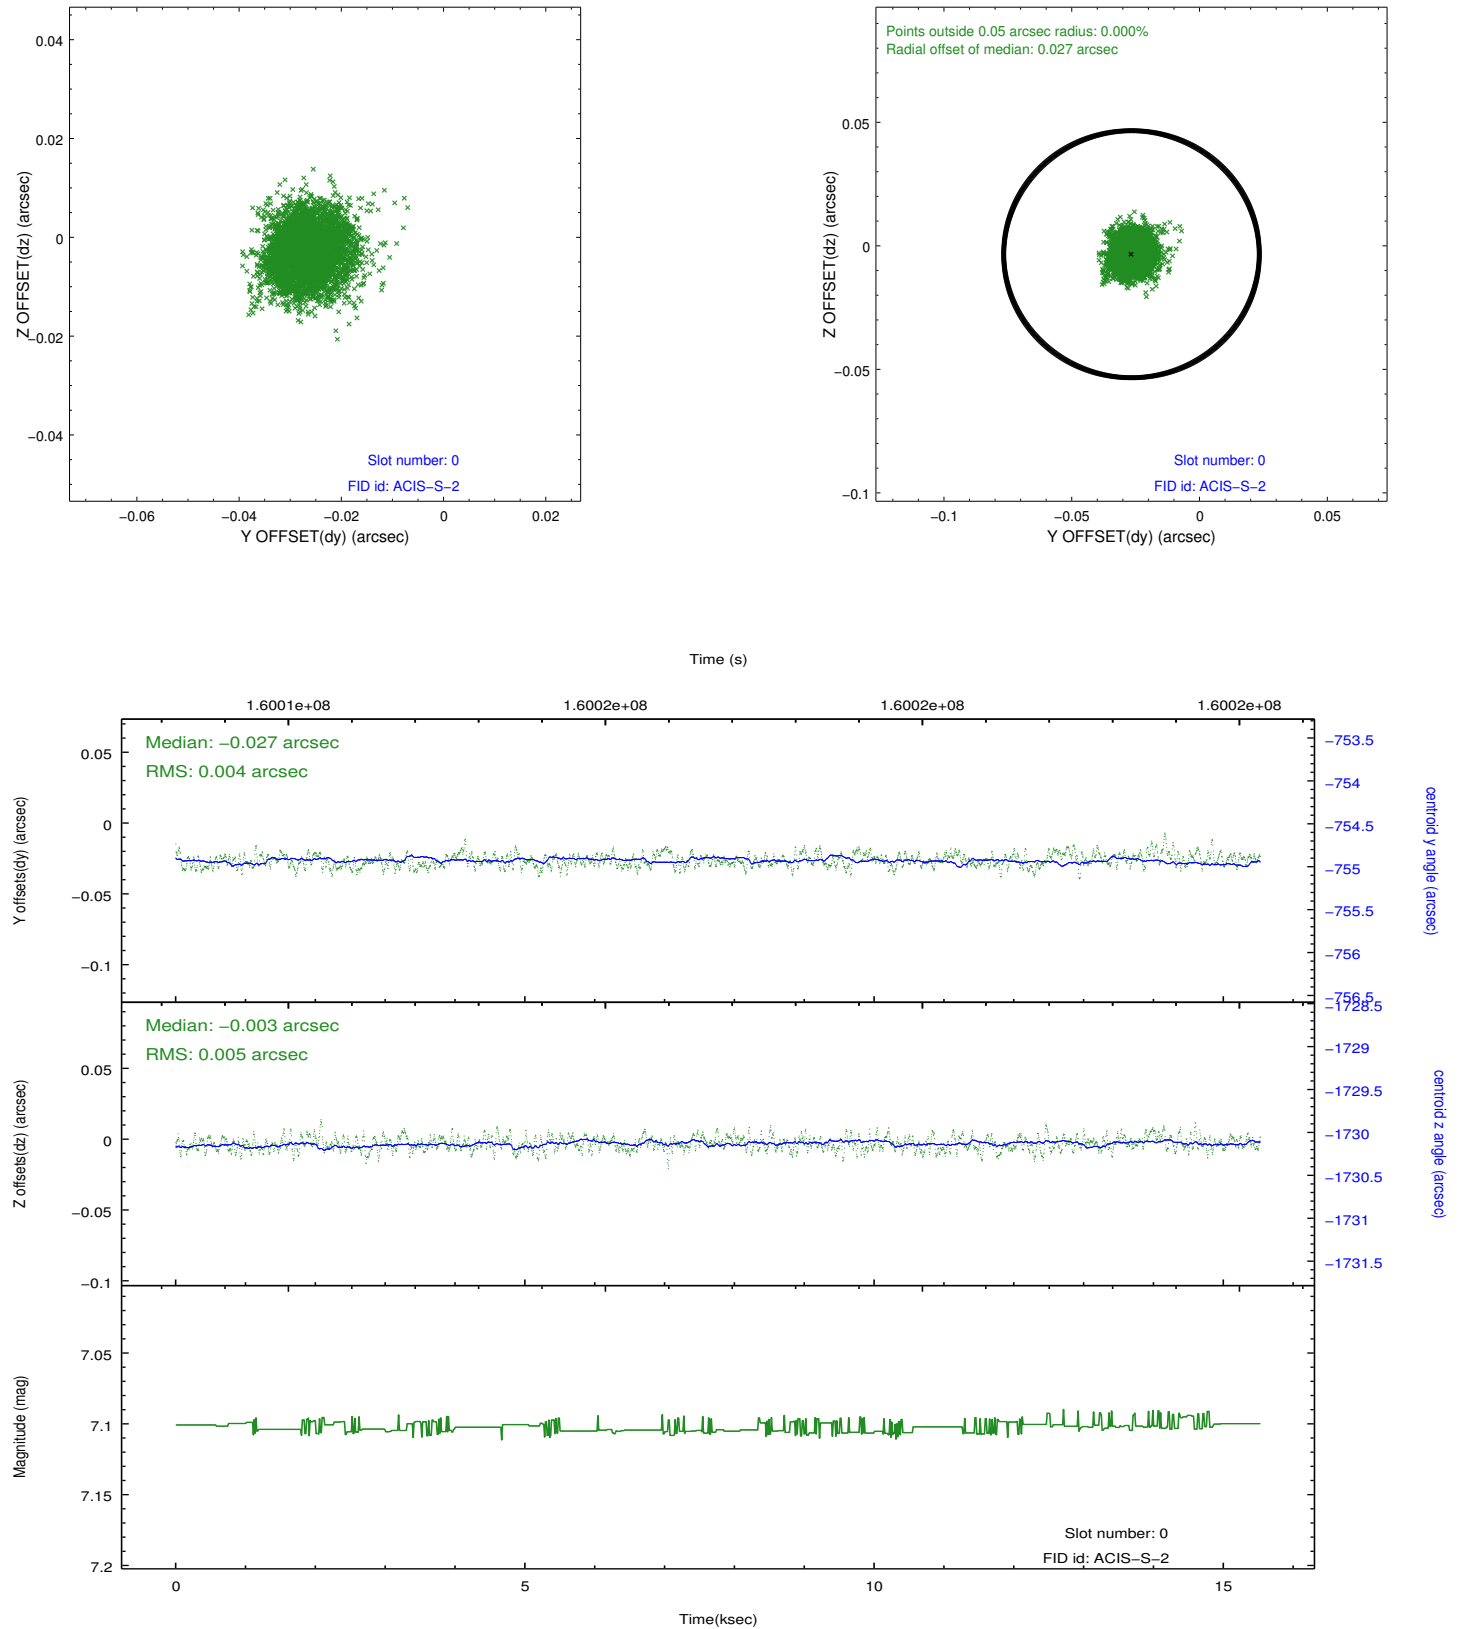 0.04
0.02
0
−0.02
−0.04
Z OFFSET(dz) (arcsec)
Slot number: 0
FID id: ACIS−S−2
−0.06
−0.04
−0.02
0
0.02
Y OFFSET(dy) (arcsec)
Points outside 0.05 arcsec radius: 0.000%
Radial offset of median: 0.027 arcsec
0.05
0
−0.05
−0.1
Z OFFSET(dz) (arcsec)
Slot number: 0
FID id: ACIS−S−2
−0.1
−0.05
0
0.05
Y OFFSET(dy) (arcsec)
Time (s)
1.6001e+08
1.6002e+08
1.6002e+08
1.6002e+08
Median: −0.027 arcsec
RMS: 0.004 arcsec
0.05
0
−0.05
−0.1
Y offsets(dy) (arcsec)
−753.5
−754
−754.5
−755
−755.5
−756
−756.5
centroid y angle (arcsec)
Median: −0.003 arcsec
RMS: 0.005 arcsec
0.05
0
−0.05
−0.1
Z offsets(dz) (arcsec)
−1728.5
−1729
−1729.5
−1730
−1730.5
−1731
−1731.5
centroid z angle (arcsec)
7.05
7.1
7.15
7.2
Magnitude (mag)
Slot number: 0
FID id: ACIS−S−2
0
5
10
15
Time(ksec)